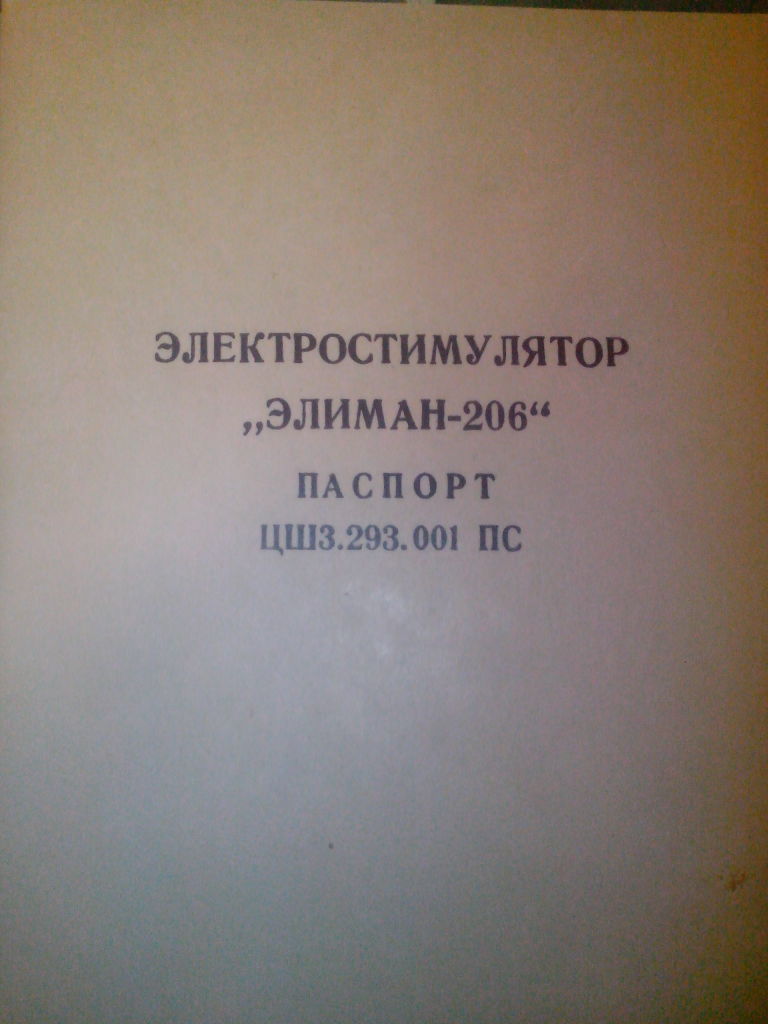 ЭЛЕКТРОСТИМУЛЯТОР
„ЭЛИМАН-206“
ПАСПОРТ
ЦШ3.293.001 ПС